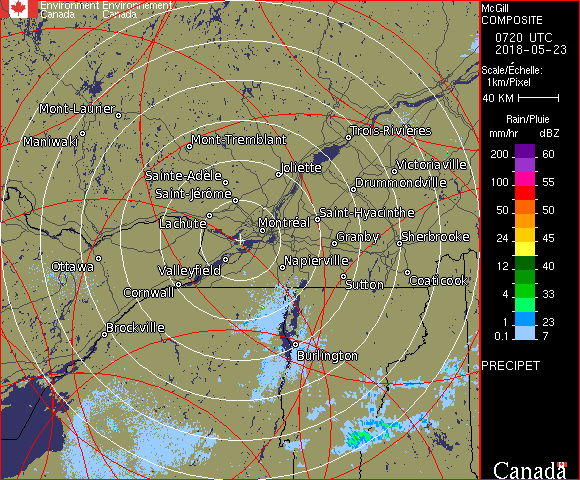 Environment Environnement
Canada Canada
McGill
COMPOSITE
0720 UTC
2018-05-23
Scale/Échelle:
1km/Pixel
40 KM
Rain/Pluie
mm/hr dBZ
200 60
155
100 55
50 50
24 45
12 40
4 33
1 23
0.1 7
PRECIPET
Canada
Mont-Laurier
Maniwaki
Mont-Tremblant
Trois-Rivières
Joliette
Victoriaville
Sainte-Adèle
Drummondville
Saint-Jérôme
Saint-Hyacinthe
Lachute
Montréal
Granby
Sherbrooke
Ottawa
Valleyfield
Napierville
Cornwall
Sutton
Coaticook
Brockville
Burlington